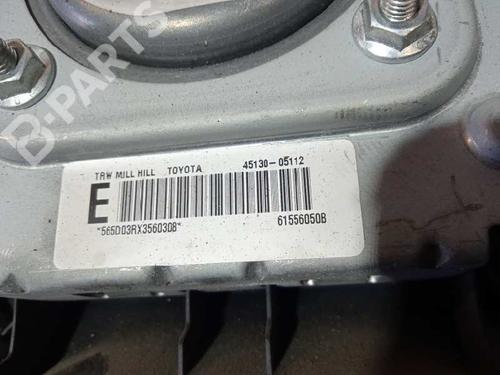 B-PARTS
TRW MILL HILL TOYOTA 45130-05112
E
*565D03RX3560308*
61556050B